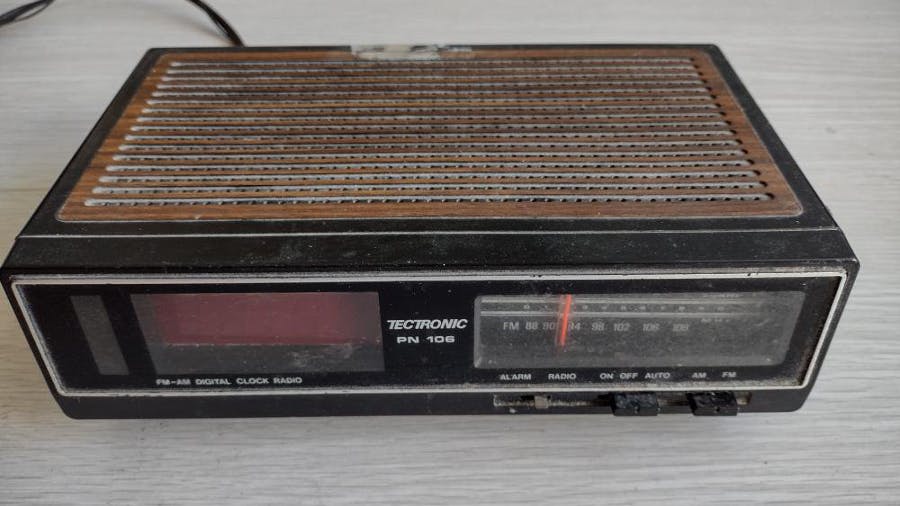 TECTRONIC
PN 106
FM-AM DIGITAL CLOCK RADIO
FM 88 90 94 98 102 106 108
ALARM RADIO ON OFF AUTO AM FM